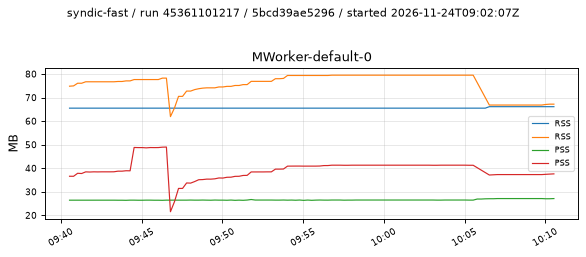 syndic-fast / run 45361101217 / 5bcd39ae5296 / started 2026-11-24T09:02:07Z
MWorker-default-0
MB
80
70
60
50
40
30
20
RSS
RSS
PSS
PSS
09:40
09:45
09:50
09:55
10:00
10:05
10:10